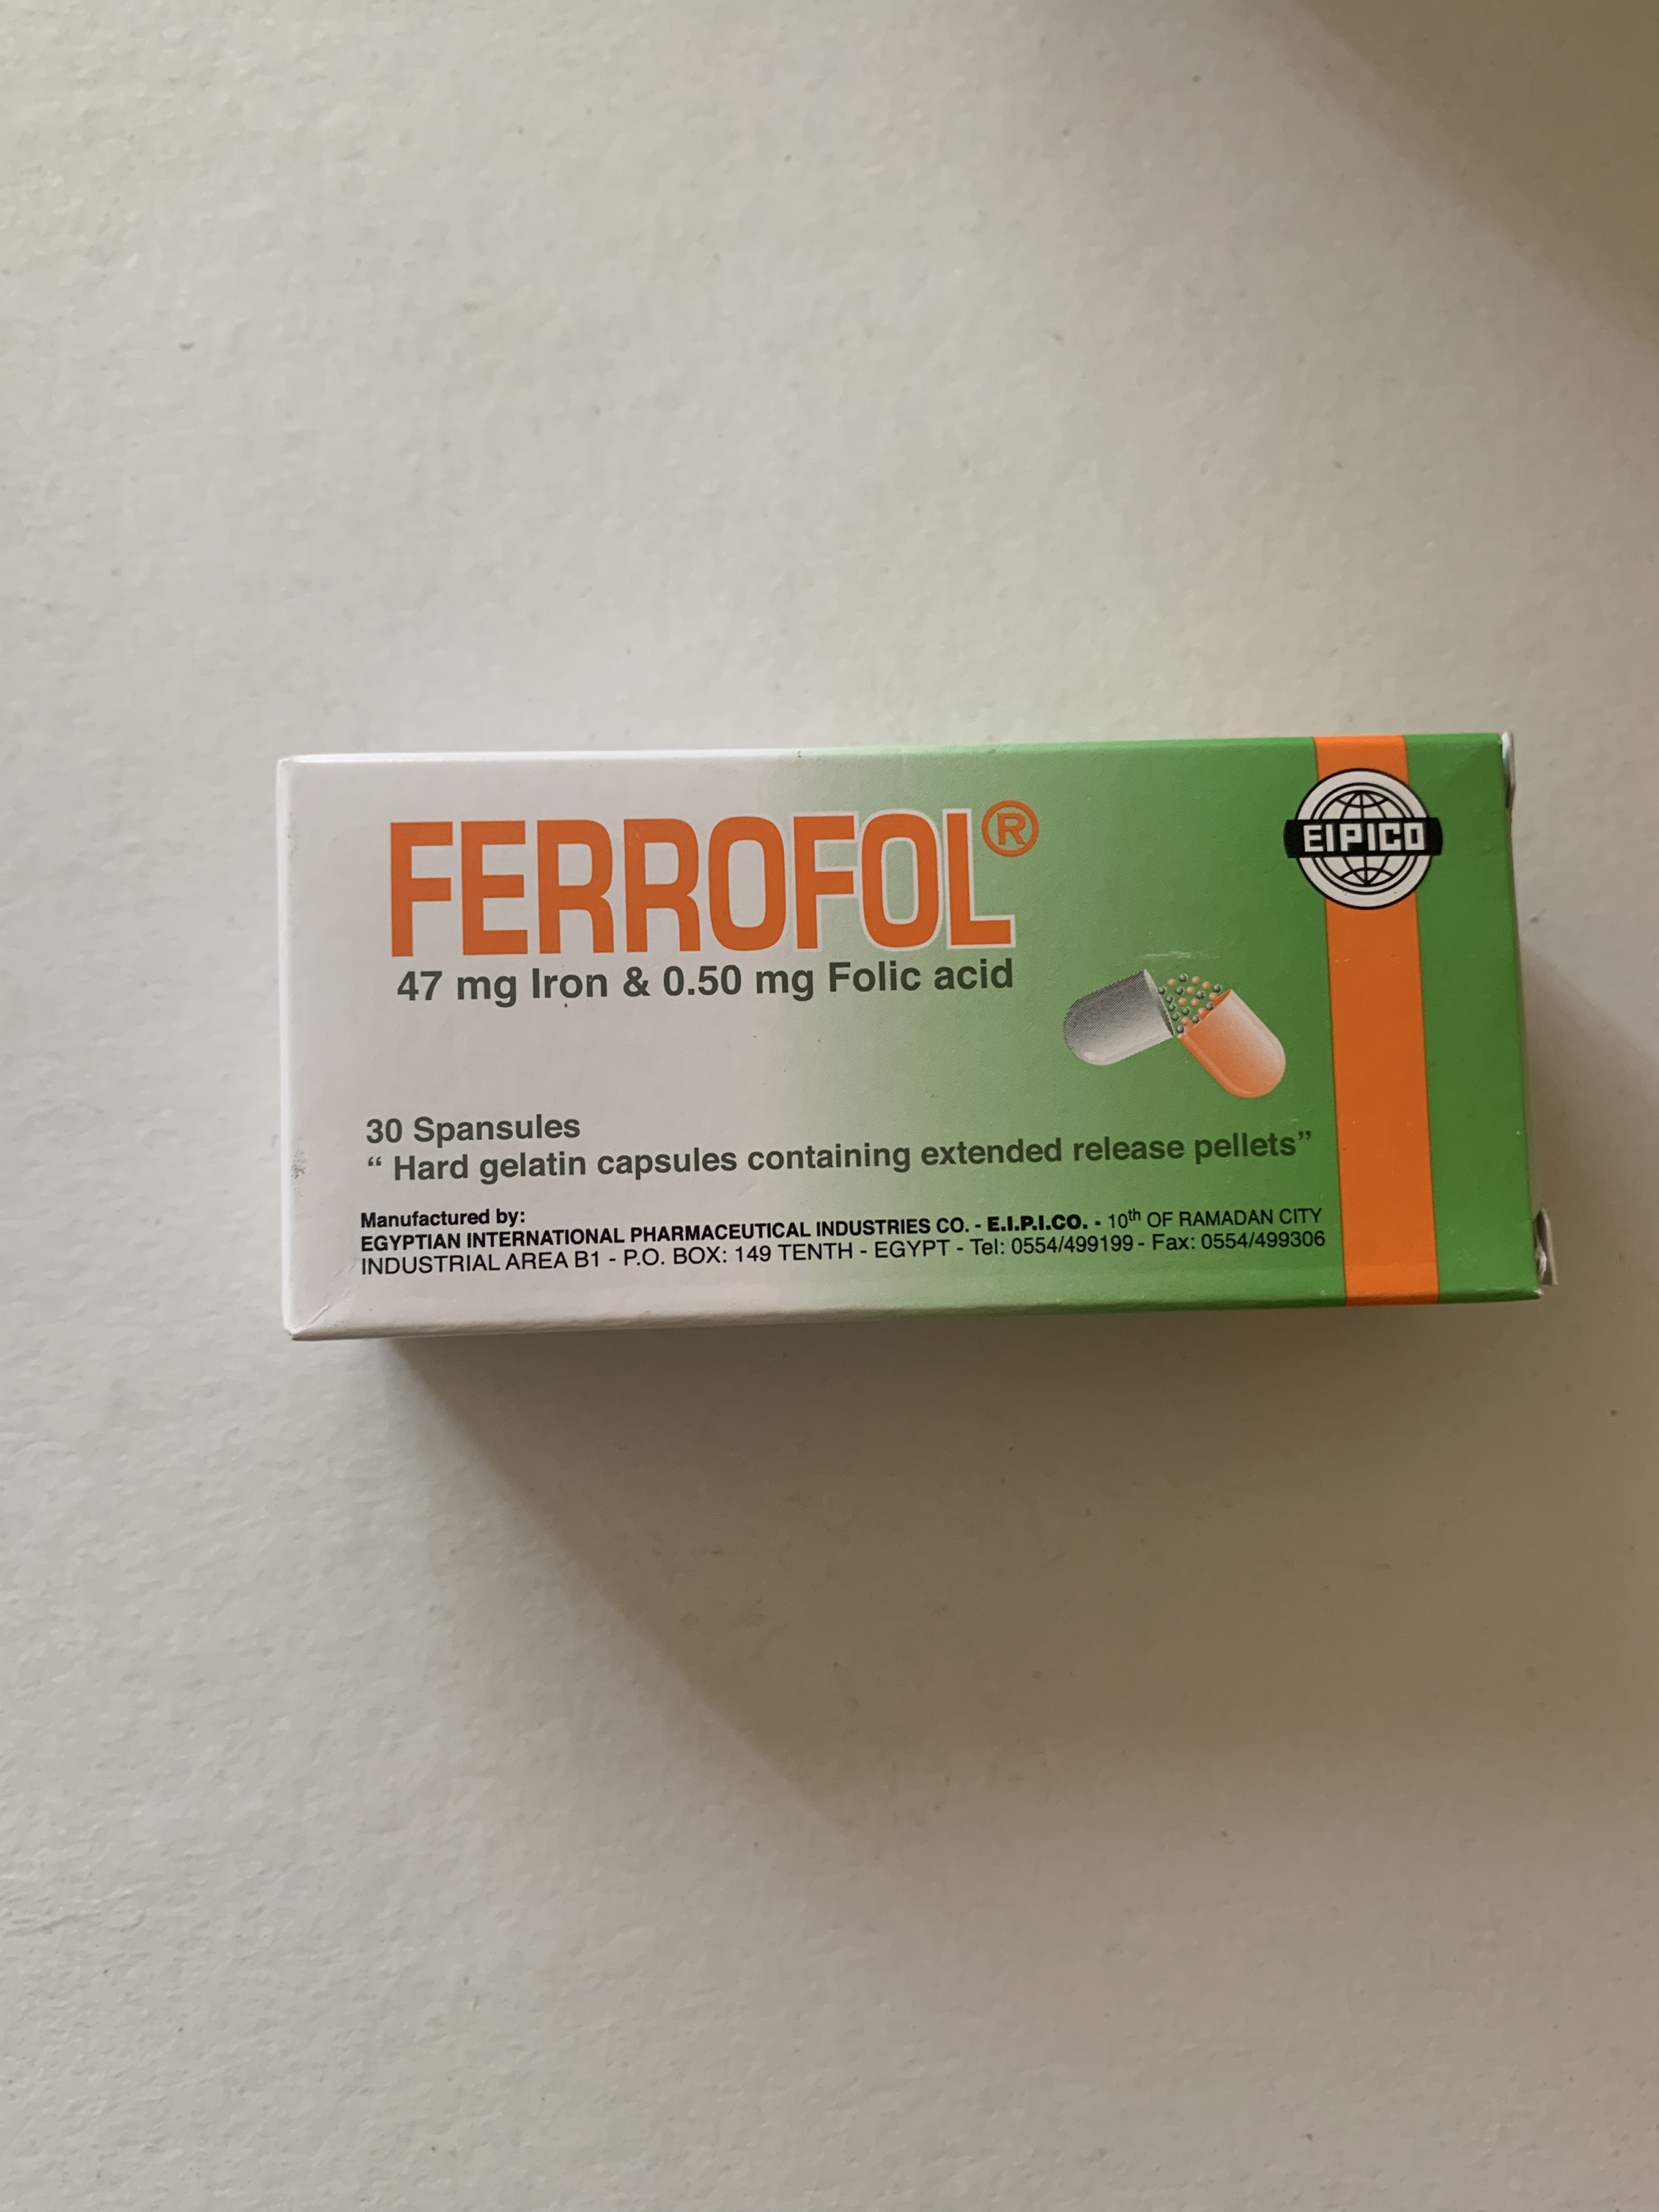 FERROFOL®
47 mg Iron & 0.50 mg Folic acid
EIPICO
30 Spansules
“ Hard gelatin capsules containing extended release pellets”
Manufactured by:
EGYPTIAN INTERNATIONAL PHARMACEUTICAL INDUSTRIES CO. - E.I.P.I.CO. - 10th OF RAMADAN CITY
INDUSTRIAL AREA B1 - P.O. BOX: 149 TENTH - EGYPT - Tel: 0554/499199 - Fax: 0554/499306